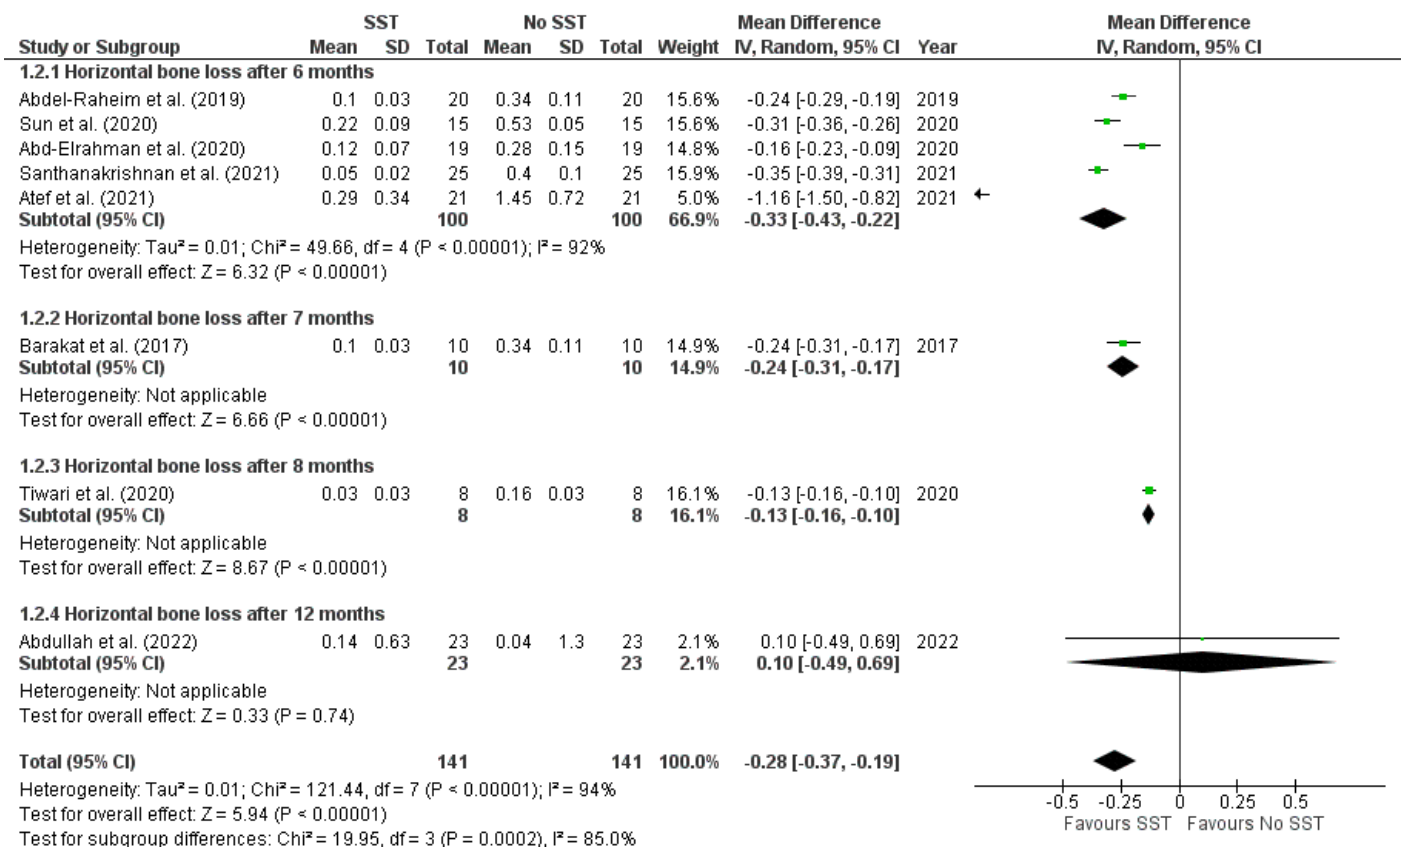 SST No SST Mean Difference Mean Difference
Study or Subgroup Mean SD Total Mean SD Total Weight IV, Random, 95% CI Year IV, Random, 95% CI
1.2.1 Horizontal bone loss after 6 months
Abdel-Raheim et al. (2019) 0.1 0.03 20 0.34 0.11 20 15.6% -0.24 [-0.29, -0.19] 2019
Sun et al. (2020) 0.22 0.09 15 0.53 0.05 15 15.6% -0.31 [-0.36, -0.26] 2020
Abd-Elrahman et al. (2020) 0.12 0.07 19 0.28 0.15 19 14.8% -0.16 [-0.23, -0.09] 2020
Santhanakrishnan et al. (2021) 0.05 0.02 25 0.4 0.1 25 15.9% -0.35 [-0.39, -0.31] 2021
Atef et al. (2021) 0.29 0.34 21 1.45 0.72 21 5.0% -1.16 [-1.50, -0.82] 2021
Subtotal (95% CI) 100 100 66.9% -0.33 [-0.43, -0.22]
Heterogeneity: Tau² = 0.01; Chi² = 49.66, df = 4 (P < 0.00001); I² = 92%
Test for overall effect: Z = 6.32 (P < 0.00001)
1.2.2 Horizontal bone loss after 7 months
Barakat et al. (2017) 0.1 0.03 10 0.34 0.11 10 14.9% -0.24 [-0.31, -0.17] 2017
Subtotal (95% CI) 10 10 14.9% -0.24 [-0.31, -0.17]
Heterogeneity: Not applicable
Test for overall effect: Z = 6.66 (P < 0.00001)
1.2.3 Horizontal bone loss after 8 months
Tiwari et al. (2020) 0.03 0.03 8 0.16 0.03 8 16.1% -0.13 [-0.16, -0.10] 2020
Subtotal (95% CI) 8 8 16.1% -0.13 [-0.16, -0.10]
Heterogeneity: Not applicable
Test for overall effect: Z = 8.67 (P < 0.00001)
1.2.4 Horizontal bone loss after 12 months
Abdullah et al. (2022) 0.14 0.63 23 0.04 1.3 23 2.1% 0.10 [-0.49, 0.69] 2022
Subtotal (95% CI) 23 23 2.1% 0.10 [-0.49, 0.69]
Heterogeneity: Not applicable
Test for overall effect: Z = 0.33 (P = 0.74)
Total (95% CI) 141 141 100.0% -0.28 [-0.37, -0.19]
Heterogeneity: Tau² = 0.01; Chi² = 121.44, df = 7 (P < 0.00001); I² = 94%
Test for overall effect: Z = 5.94 (P < 0.00001)
Test for subgroup differences: Chi² = 19.95, df = 3 (P = 0.0002), I² = 85.0%
-0.5 -0.25 0 0.25 0.5
Favours SST Favours No SST